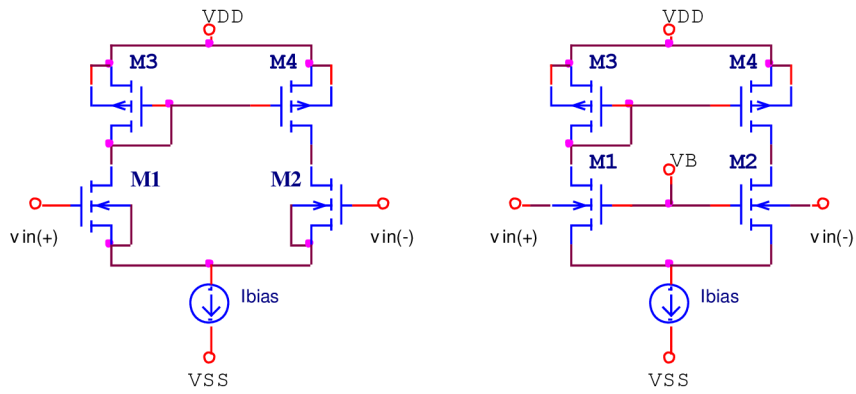 VDD
M3
M4
M1
M2
vin(+)
vin(-)
Ibias
VSS
VDD
M3
M4
M1
VB
M2
vin(+)
vin(-)
Ibias
VSS